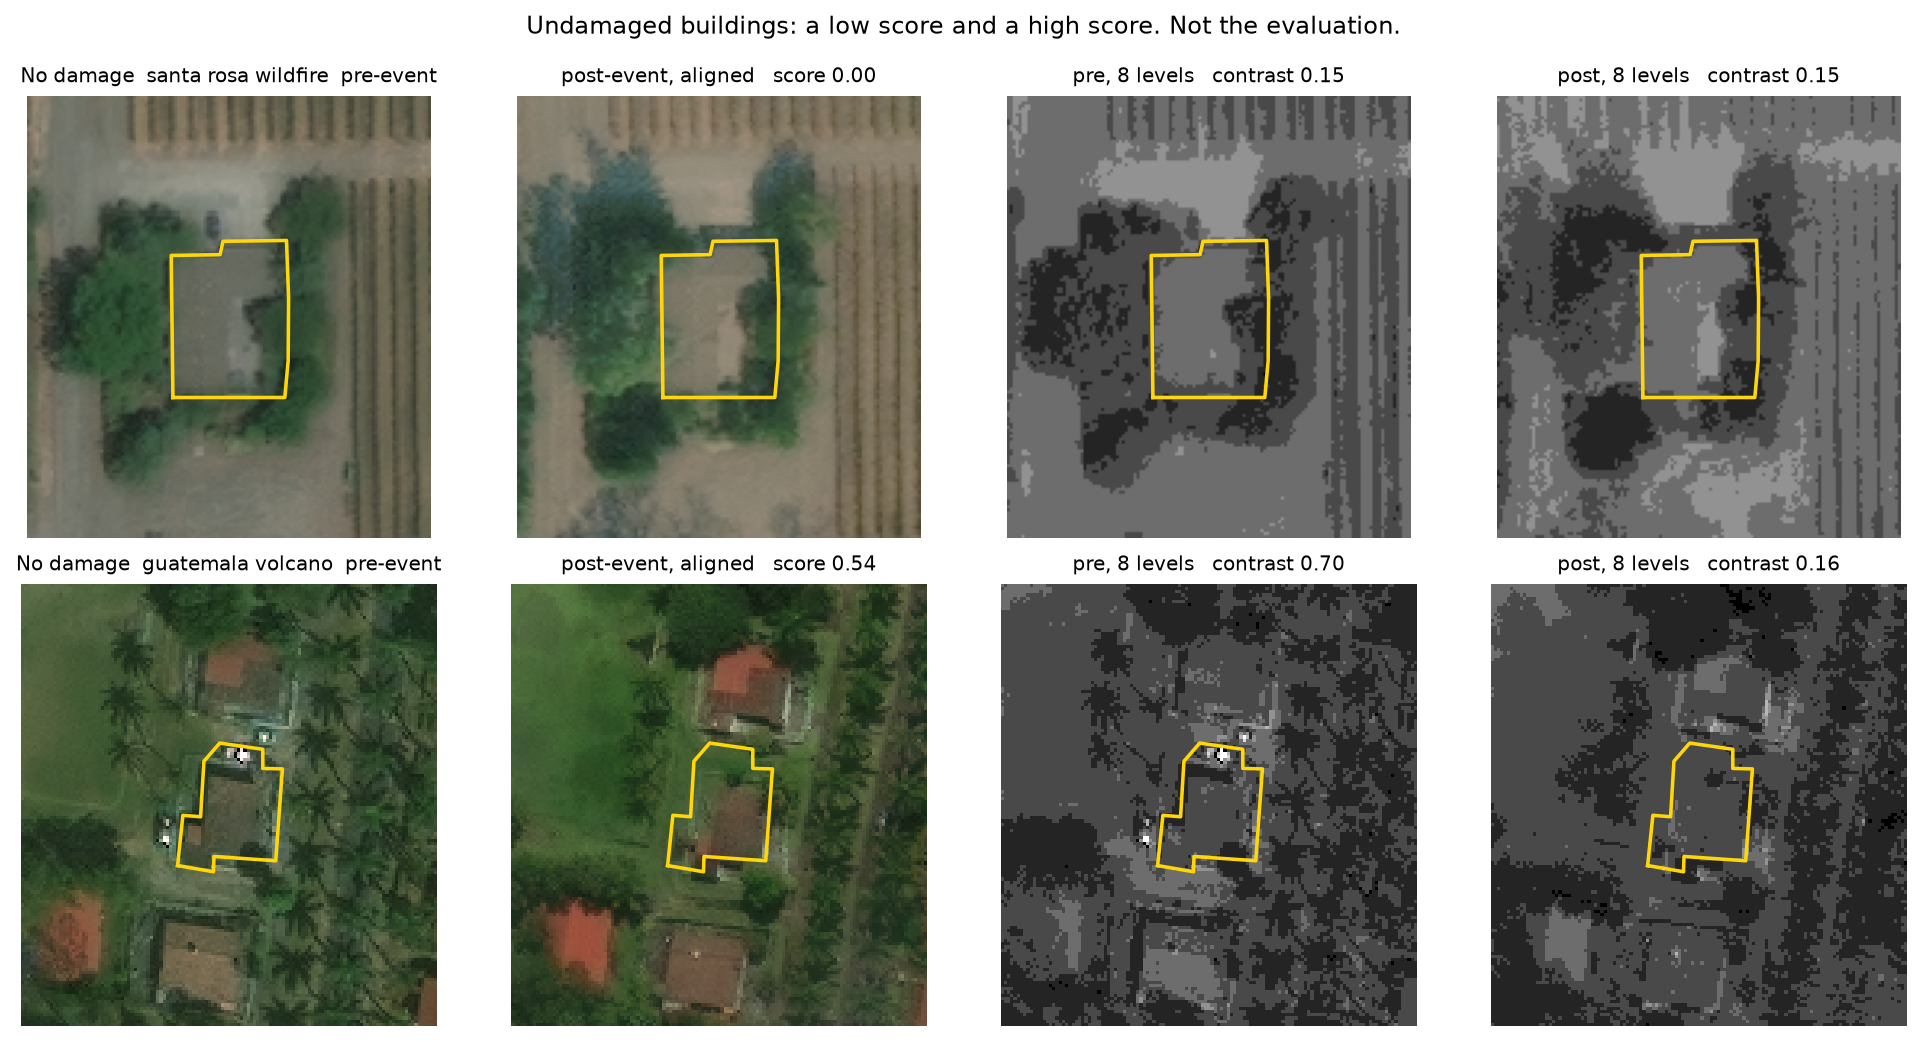 Undamaged buildings: a low score and a high score. Not the evaluation.
No damage  santa rosa wildfire  pre-event
post-event, aligned   score 0.00
pre, 8 levels   contrast 0.15
post, 8 levels   contrast 0.15
No damage  guatemala volcano  pre-event
post-event, aligned   score 0.54
pre, 8 levels   contrast 0.70
post, 8 levels   contrast 0.16